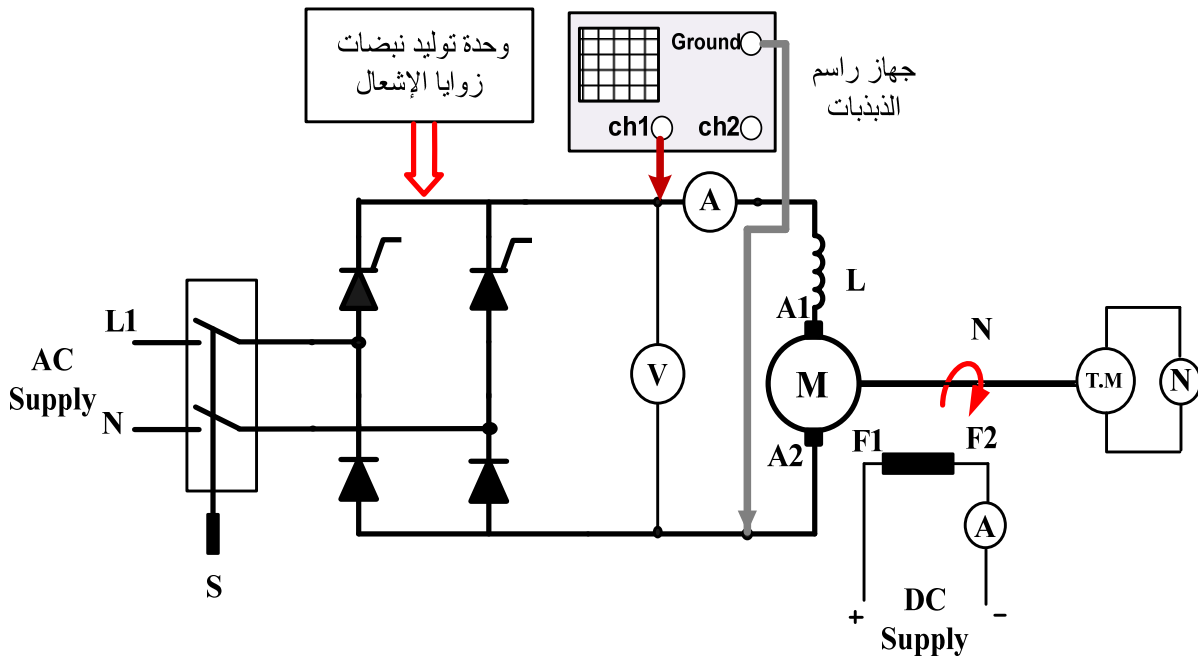 وحدة توليد نبضات
زوايا الإشعال
Ground
ch1
ch2
جهاز راسم
الذبذبات
A
L
A1
L1
AC
Supply
N
S
V
M
A2
N
T.M
N
F1
F2
A
+
DC
Supply
−